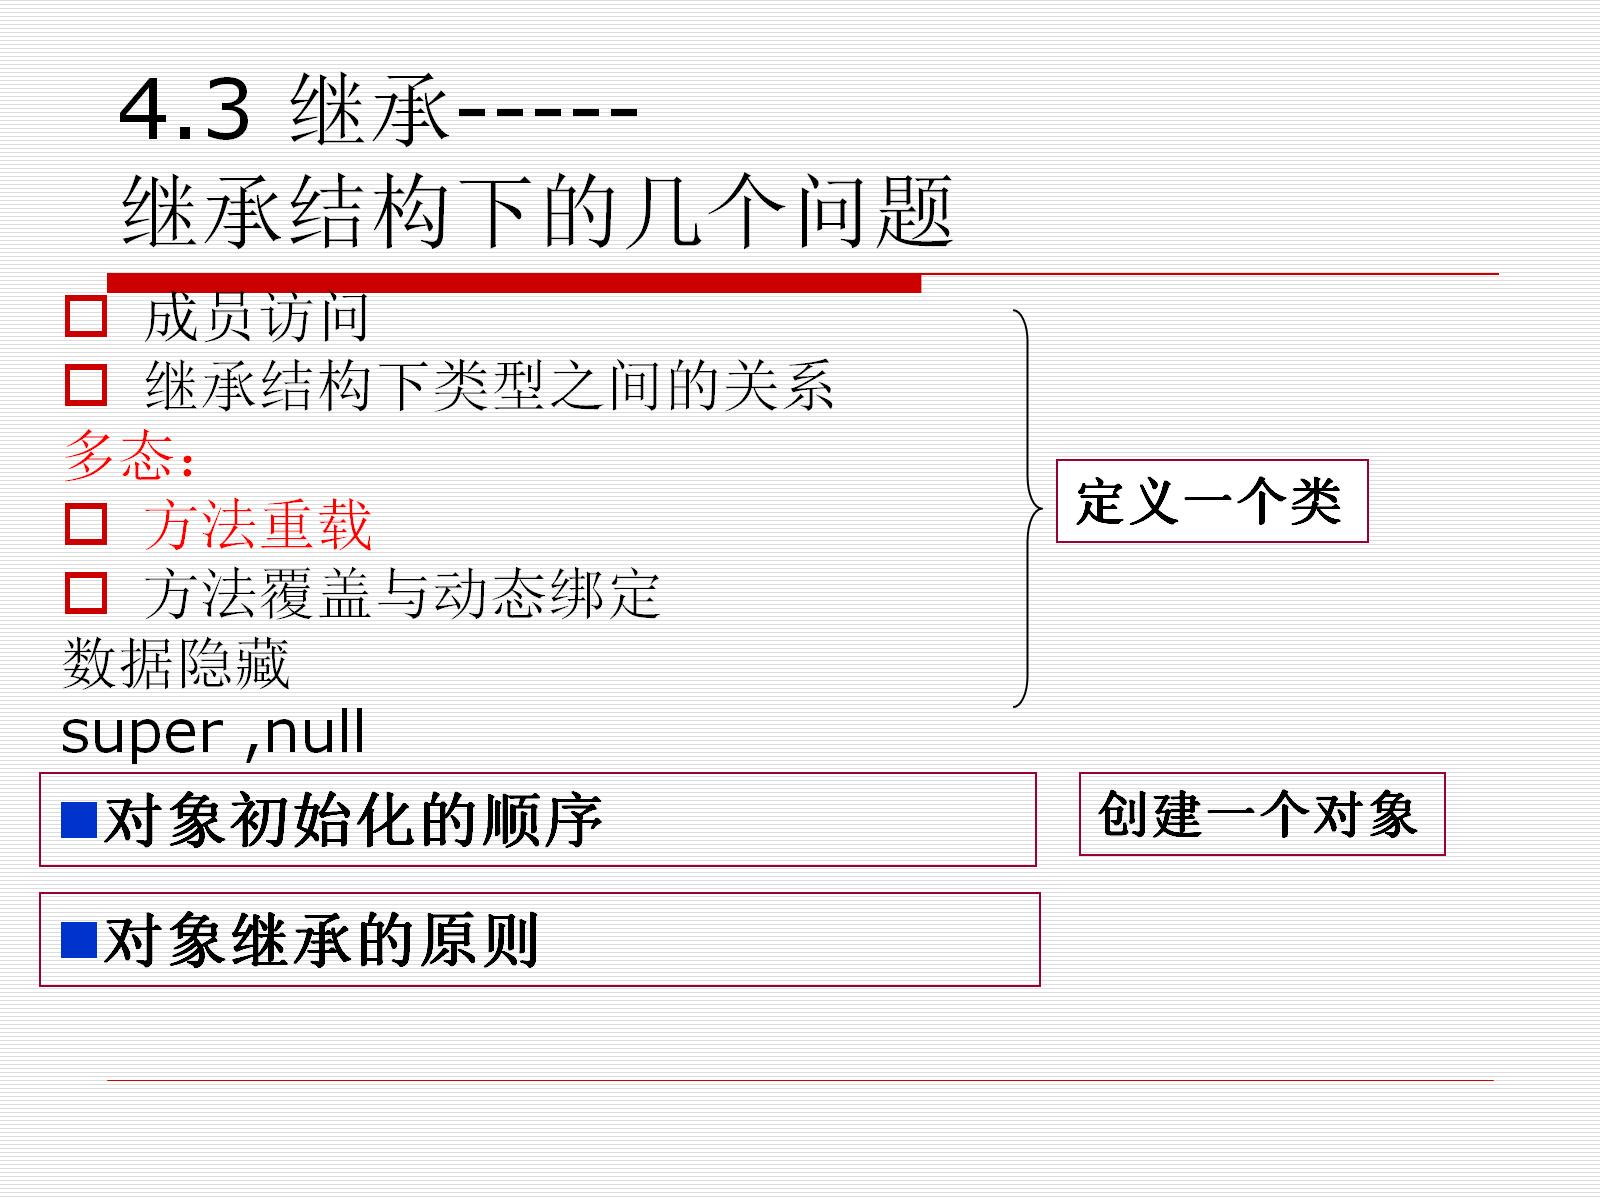 4.3 继承-----
继承结构下的几个问题
成员访问
继承结构下类型之间的关系
多态：
方法重载
方法覆盖与动态绑定
数据隐藏
super ,null
定义一个类
对象初始化的顺序
创建一个对象
对象继承的原则